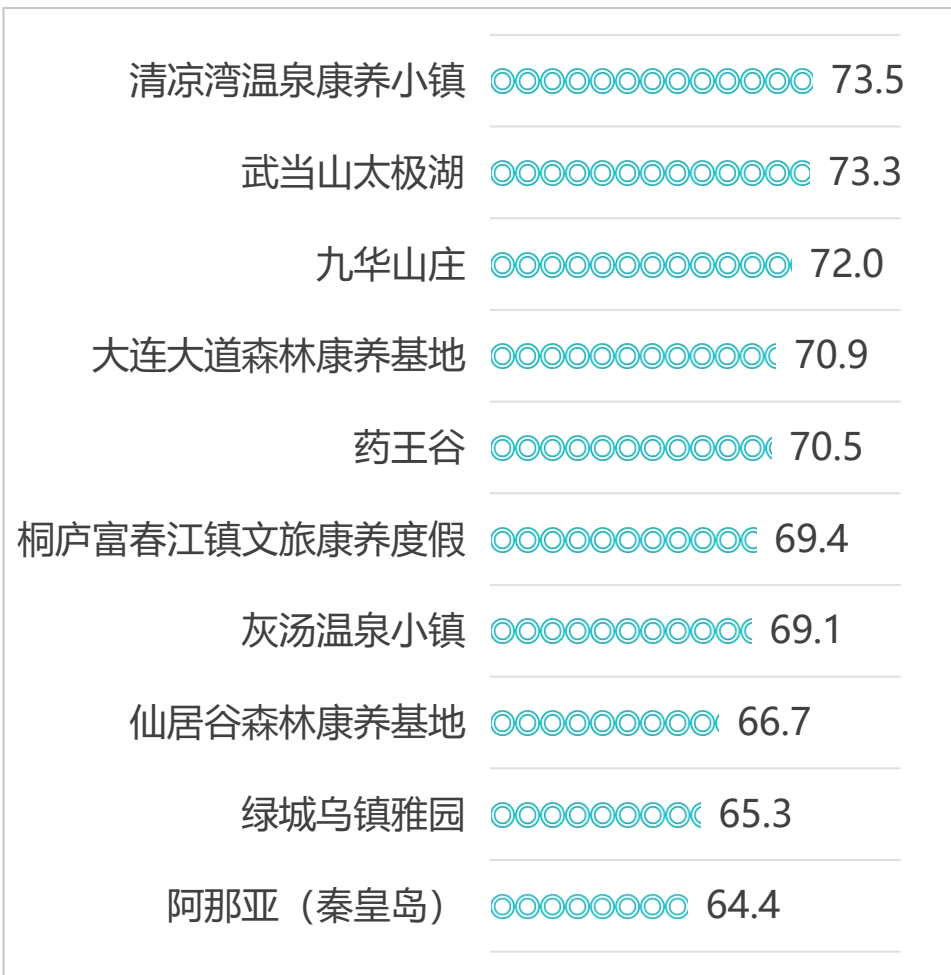 清凉湾温泉康养小镇 73.5
武当山太极湖 73.3
九华山庄 72.0
大连大道森林康养基地 70.9
药王谷 70.5
桐庐富春江镇文旅康养度假 69.4
灰汤温泉小镇 69.1
仙居谷森林康养基地 66.7
绿城乌镇雅园 65.3
阿那亚（秦皇岛） 64.4